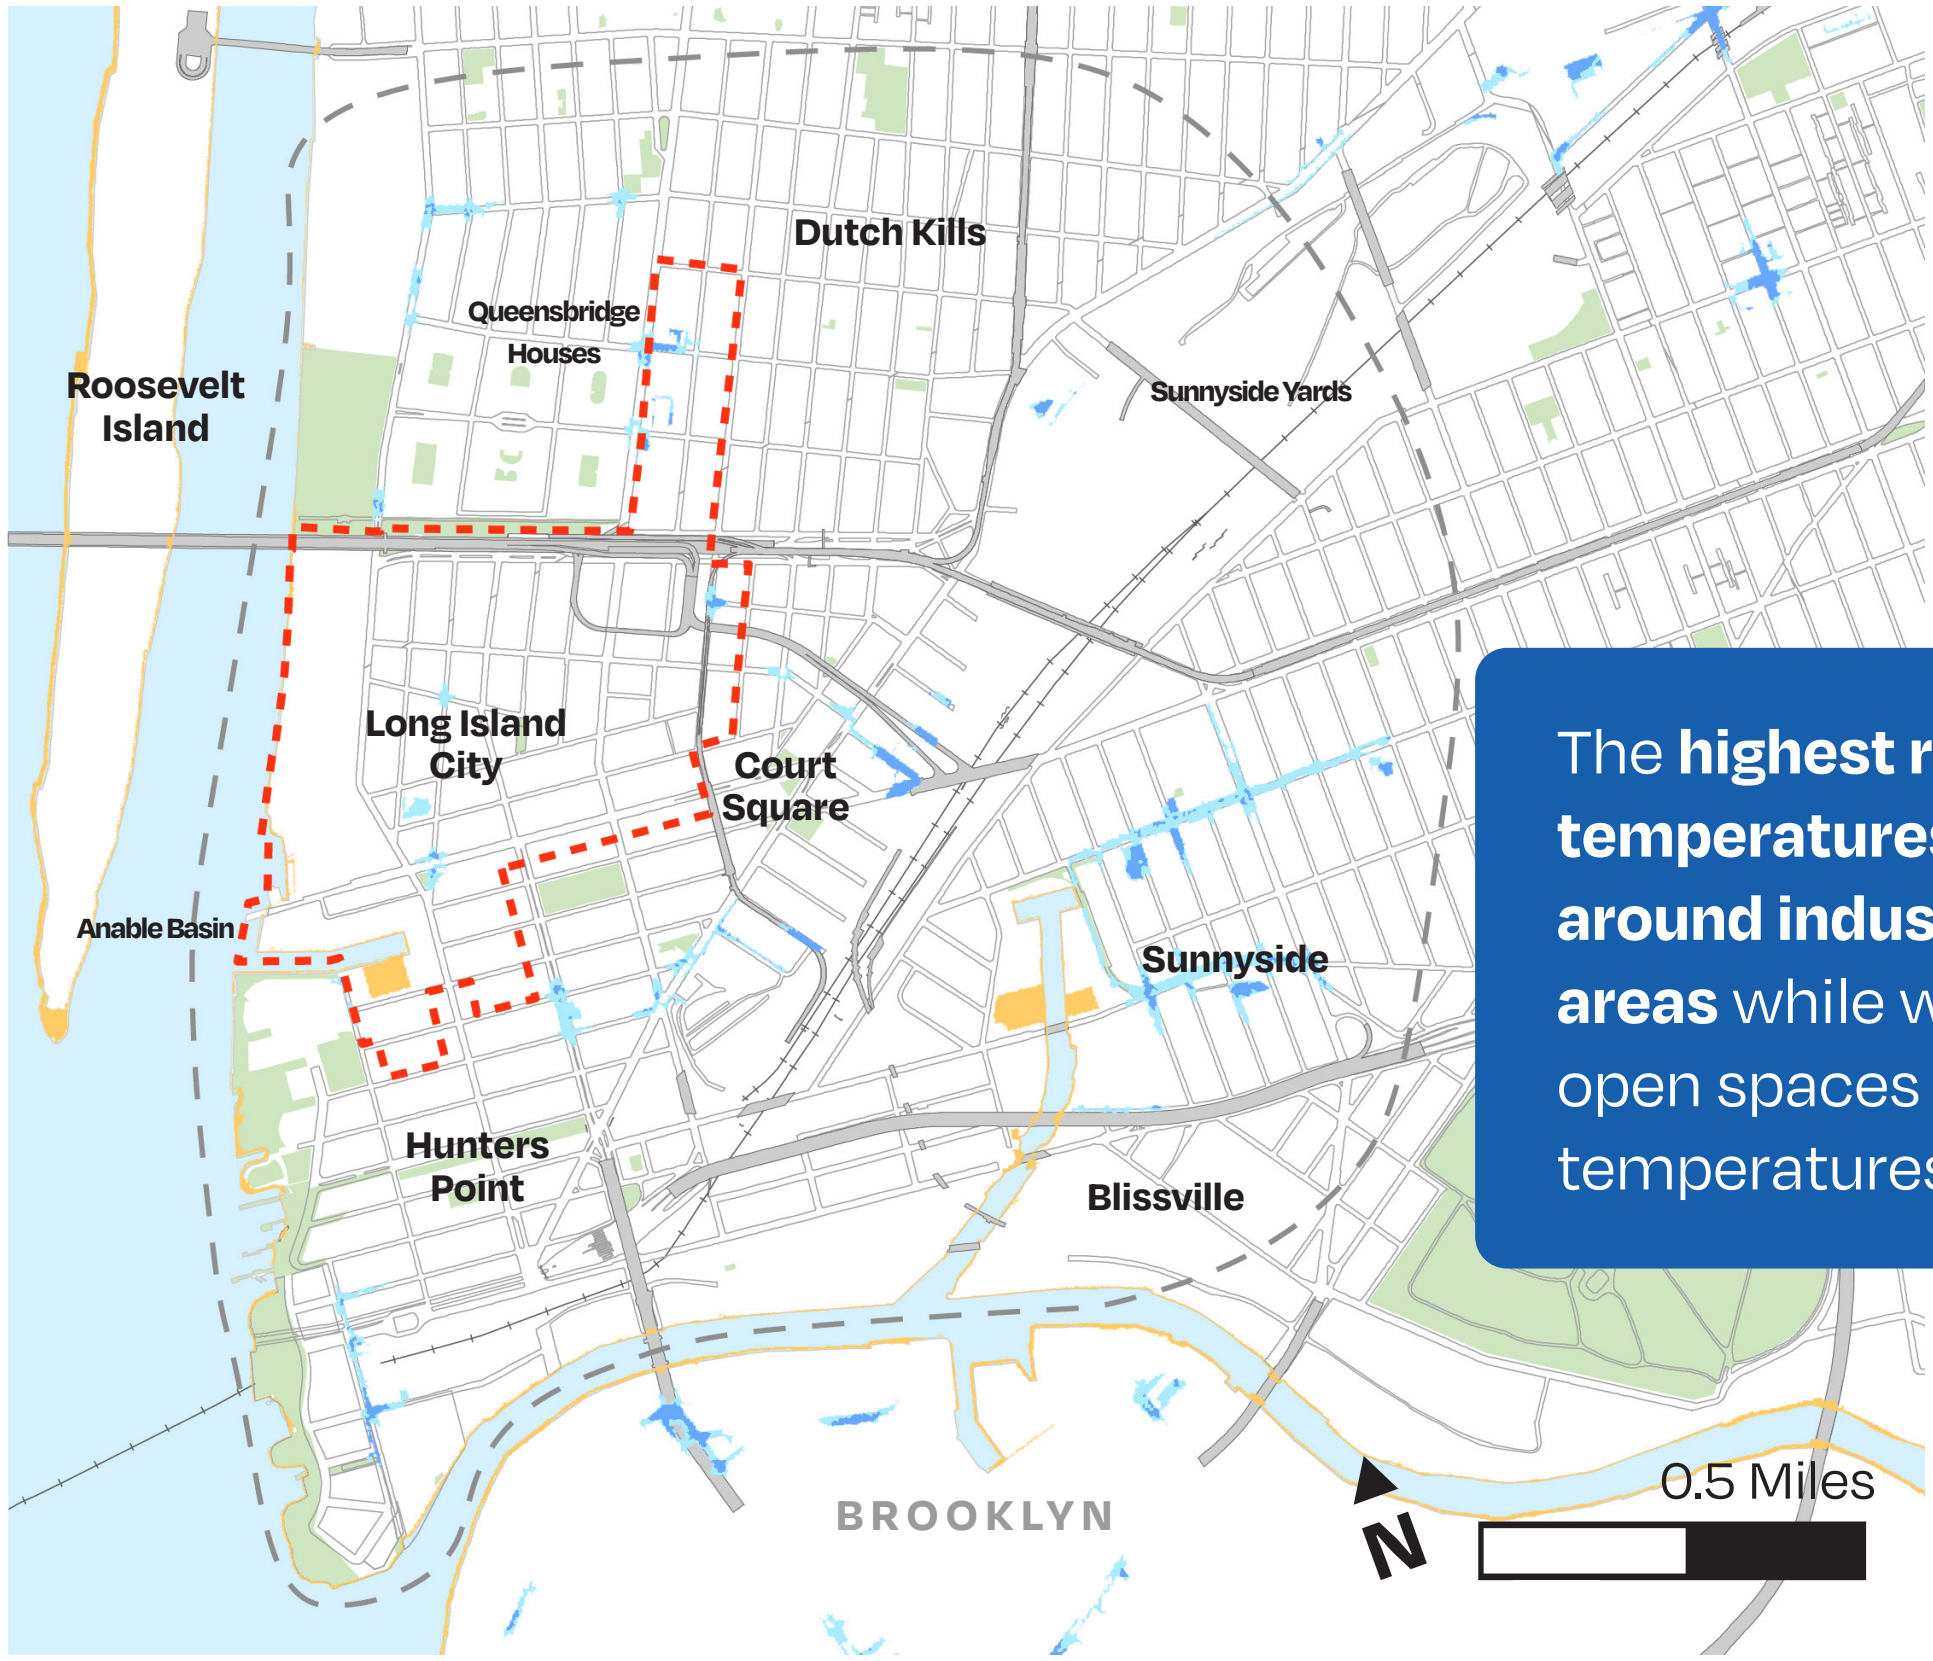 Dutch Kills
Queensbridge
Houses
Roosevelt
Island
Sunnyside Yards
Long Island
City
Court
Square
The highest r
temperatures
around indus
areas while w
open spaces
temperatures
Anable Basin
Sunnyside
Hunters
Point
Blissville
BROOKLYN
0.5 Miles
N